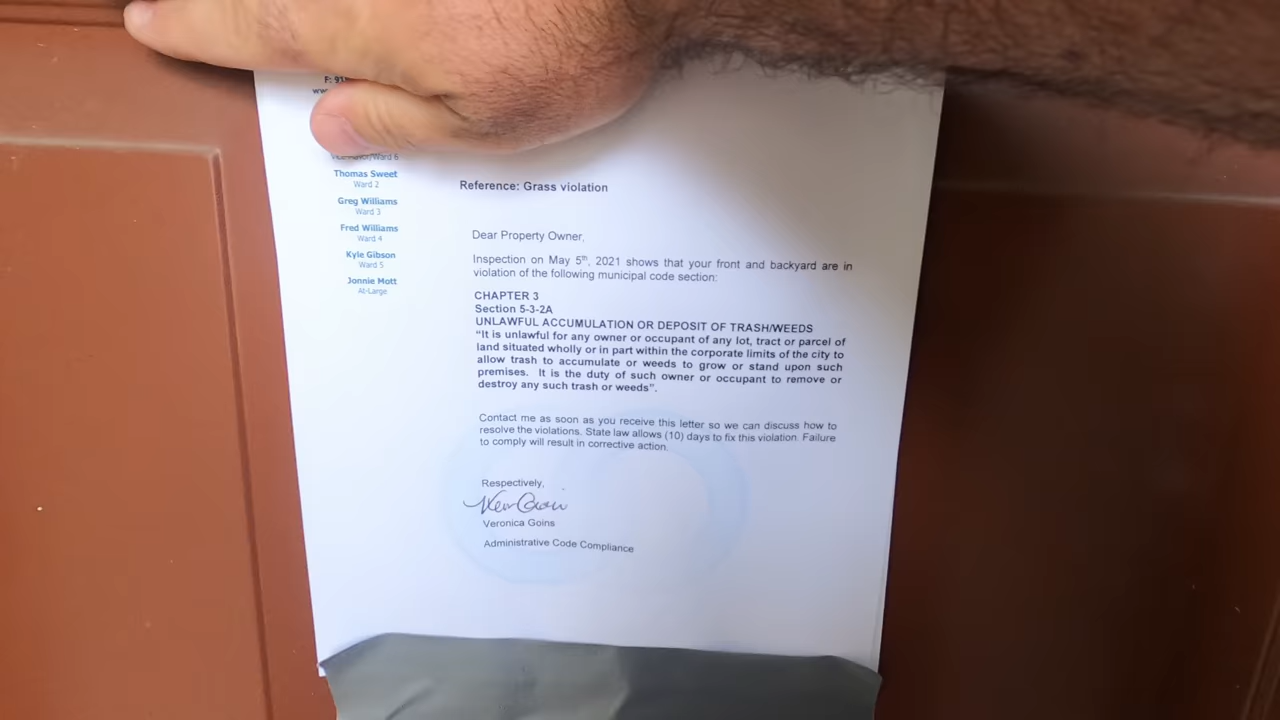 F: 91
Vice-Mayor/Ward 6
Thomas Sweet
Ward 2
Greg Williams
Ward 3
Fred Williams
Ward 4
Kyle Gibson
Ward 5
Jonnie Mott
At-Large
Reference: Grass violation
Dear Property Owner,
Inspection on May 5th, 2021 shows that your front and backyard are in
violation of the following municipal code section:
CHAPTER 3
Section 5-3-2A
UNLAWFUL ACCUMULATION OR DEPOSIT OF TRASH/WEEDS
“It is unlawful for any owner or occupant of any lot, tract or parcel of
land situated wholly or in part within the corporate limits of the city to
allow trash to accumulate or weeds to grow or stand upon such
premises. It is the duty of such owner or occupant to remove or
destroy any such trash or weeds”.
Contact me as soon as you receive this letter so we can discuss how to
resolve the violations. State law allows (10) days to fix this violation. Failure
to comply will result in corrective action.
Respectively,
Veronica Goins
Administrative Code Compliance